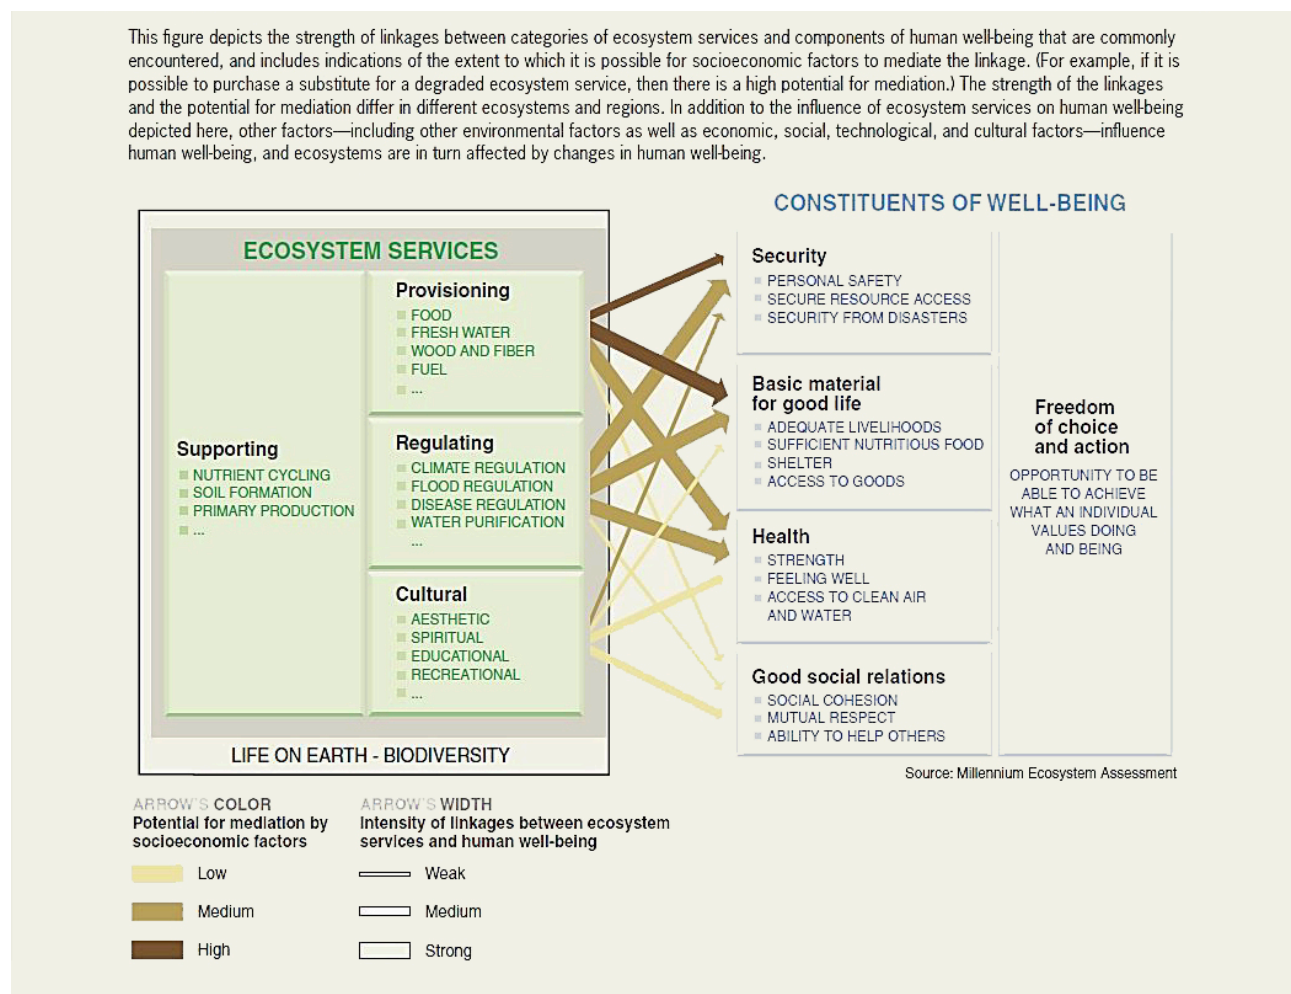 This figure depicts the strength of linkages between categories of ecosystem services and components of human well-being that are commonly
encountered, and includes indications of the extent to which it is possible for socioeconomic factors to mediate the linkage. (For example, if it is
possible to purchase a substitute for a degraded ecosystem service, then there is a high potential for mediation.) The strength of the linkages
and the potential for mediation differ in different ecosystems and regions. In addition to the influence of ecosystem services on human well-being
depicted here, other factors—including other environmental factors as well as economic, social, technological, and cultural factors—influence
human well-being, and ecosystems are in turn affected by changes in human well-being.
ECOSYSTEM SERVICES
Supporting
NUTRIENT CYCLING
SOIL FORMATION
PRIMARY PRODUCTION
...
Provisioning
FOOD
FRESH WATER
WOOD AND FIBER
FUEL
...
Regulating
CLIMATE REGULATION
FLOOD REGULATION
DISEASE REGULATION
WATER PURIFICATION
...
Cultural
AESTHETIC
SPIRITUAL
EDUCATIONAL
RECREATIONAL
...
LIFE ON EARTH - BIODIVERSITY
CONSTITUENTS OF WELL-BEING
Security
PERSONAL SAFETY
SECURE RESOURCE ACCESS
SECURITY FROM DISASTERS
Basic material
for good life
ADEQUATE LIVELIHOODS
SUFFICIENT NUTRITIOUS FOOD
SHELTER
ACCESS TO GOODS
Health
STRENGTH
FEELING WELL
ACCESS TO CLEAN AIR
AND WATER
Good social relations
SOCIAL COHESION
MUTUAL RESPECT
ABILITY TO HELP OTHERS
Freedom
of choice
and action
OPPORTUNITY TO BE
ABLE TO ACHIEVE
WHAT AN INDIVIDUAL
VALUES DOING
AND BEING
Source: Millennium Ecosystem Assessment
ARROW'S COLOR
Potential for mediation by
socioeconomic factors
Low
Medium
High
ARROW'S WIDTH
Intensity of linkages between ecosystem
services and human well-being
Weak
Medium
Strong